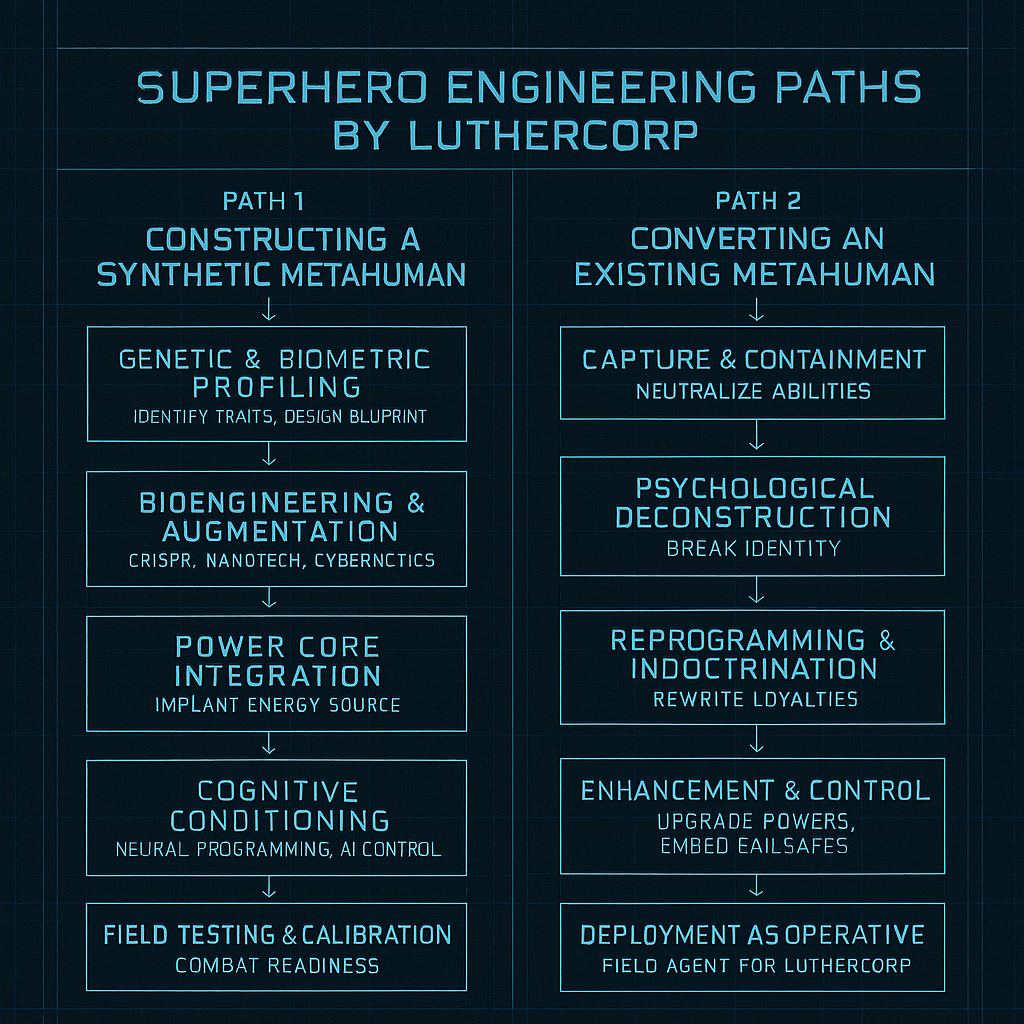 SUPERHERO ENGINEERING PATHS
BY LUTHERCORP
PATH 1
CONSTRUCTING A
SYNTHETIC METAHUMAN
GENETIC & BIOMETRIC
PROFILING
IDENTIFY TRAITS, DESIGN BLUPRINT
BIOENGINEERING &
AUGMENTATION
CRISPR, NANOTECH, CYBERNCTICS
POWER CORE
INTEGRATION
IMPLANT ENERGY SOURCE
COGNITIVE
CONDITIONING
NEURAL PROGRAMMING, AI CONTROL
FIELD TESTING & CALIBRATION
COMBAT READINESS
PATH 2
CONVERTING AN
EXISTING METAHUMAN
CAPTURE & CONTAINMENT
NEUTRALIZE ABILITIES
PSYCHOLOGICAL
DECONSTRUCTION
BREAK IDENTITY
REPROGRAMMING &
INDOCTRINATION
REWRITE LOYALTIES
ENHANCEMENT & CONTROL
UPGRADE POWERS,
EMBED EAILSAFES
DEPLOYMENT AS OPERATIVE
FIELD AGENT FOR LUTHERCORP